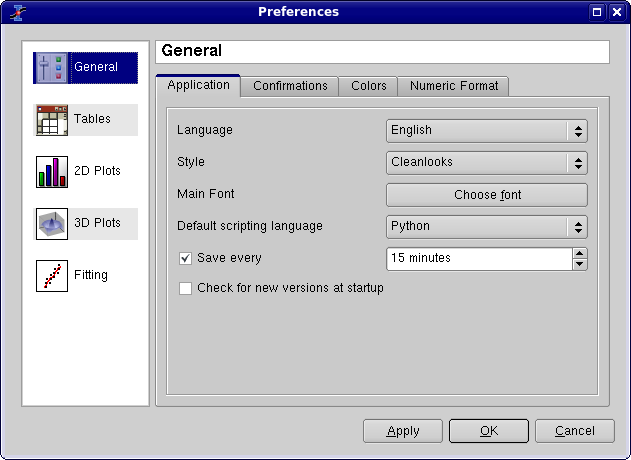 Preferences
General
General
Tables
2D Plots
3D Plots
Fitting
Application Confirmations Colors Numeric Format
Language English
Style Cleanlooks
Main Font Choose font
Default scripting language Python
Save every 15 minutes
Check for new versions at startup
Apply OK Cancel